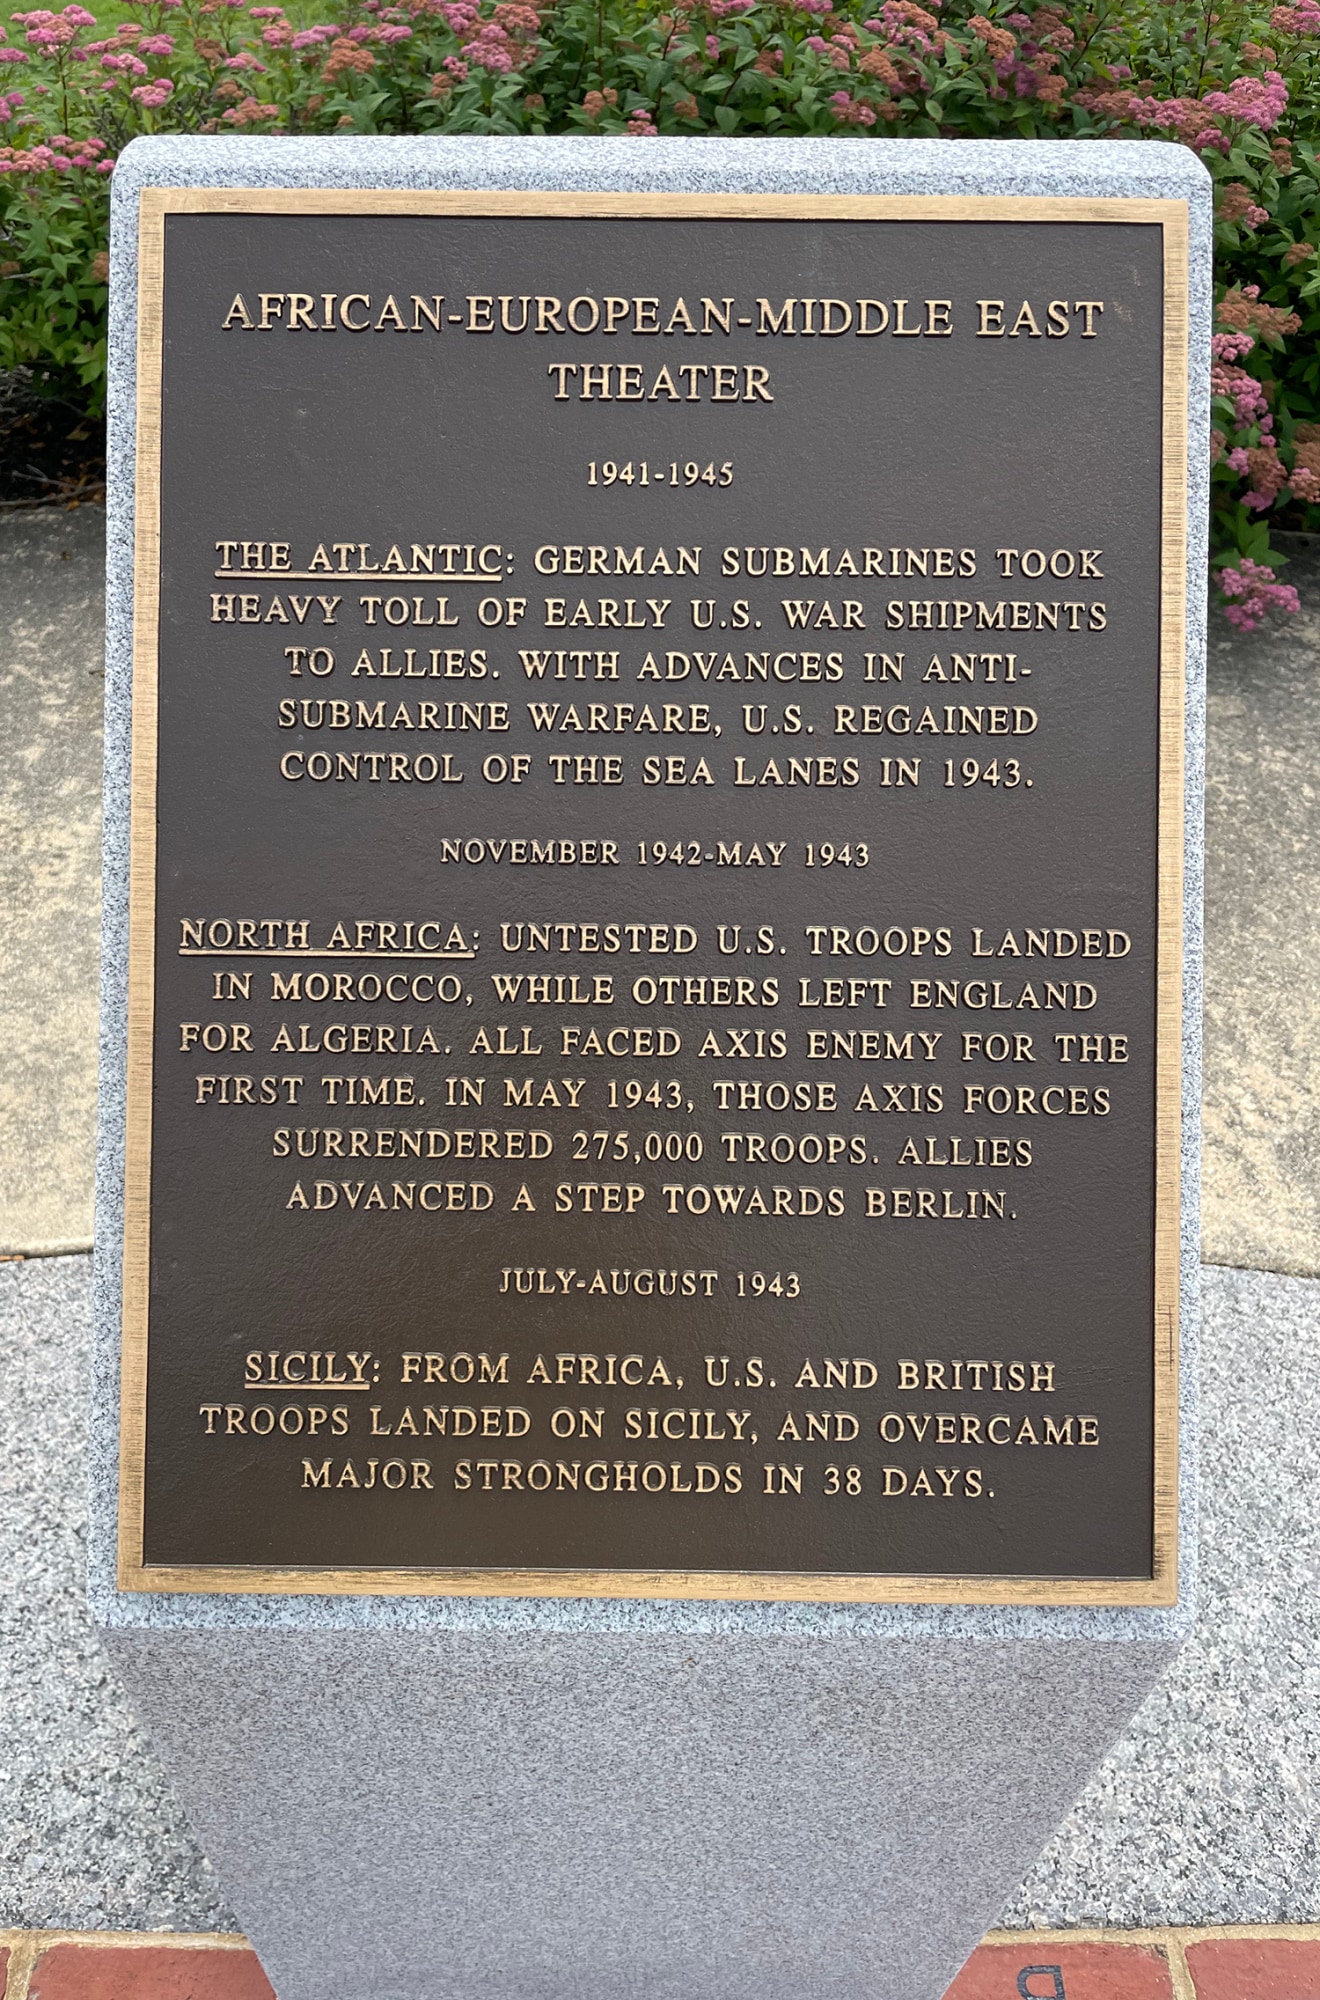 AFRICAN-EUROPEAN-MIDDLE EAST
THEATER
1941-1945
THE ATLANTIC: GERMAN SUBMARINES TOOK
HEAVY TOLL OF EARLY U.S. WAR SHIPMENTS
TO ALLIES. WITH ADVANCES IN ANTI-
SUBMARINE WARFARE, U.S. REGAINED
CONTROL OF THE SEA LANES IN 1943.
NOVEMBER 1942-MAY 1943
NORTH AFRICA: UNTESTED U.S. TROOPS LANDED
IN MOROCCO, WHILE OTHERS LEFT ENGLAND
FOR ALGERIA. ALL FACED AXIS ENEMY FOR THE
FIRST TIME. IN MAY 1943, THOSE AXIS FORCES
SURRENDERED 275,000 TROOPS. ALLIES
ADVANCED A STEP TOWARDS BERLIN.
JULY-AUGUST 1943
SICILY: FROM AFRICA, U.S. AND BRITISH
TROOPS LANDED ON SICILY, AND OVERCAME
MAJOR STRONGHOLDS IN 38 DAYS.